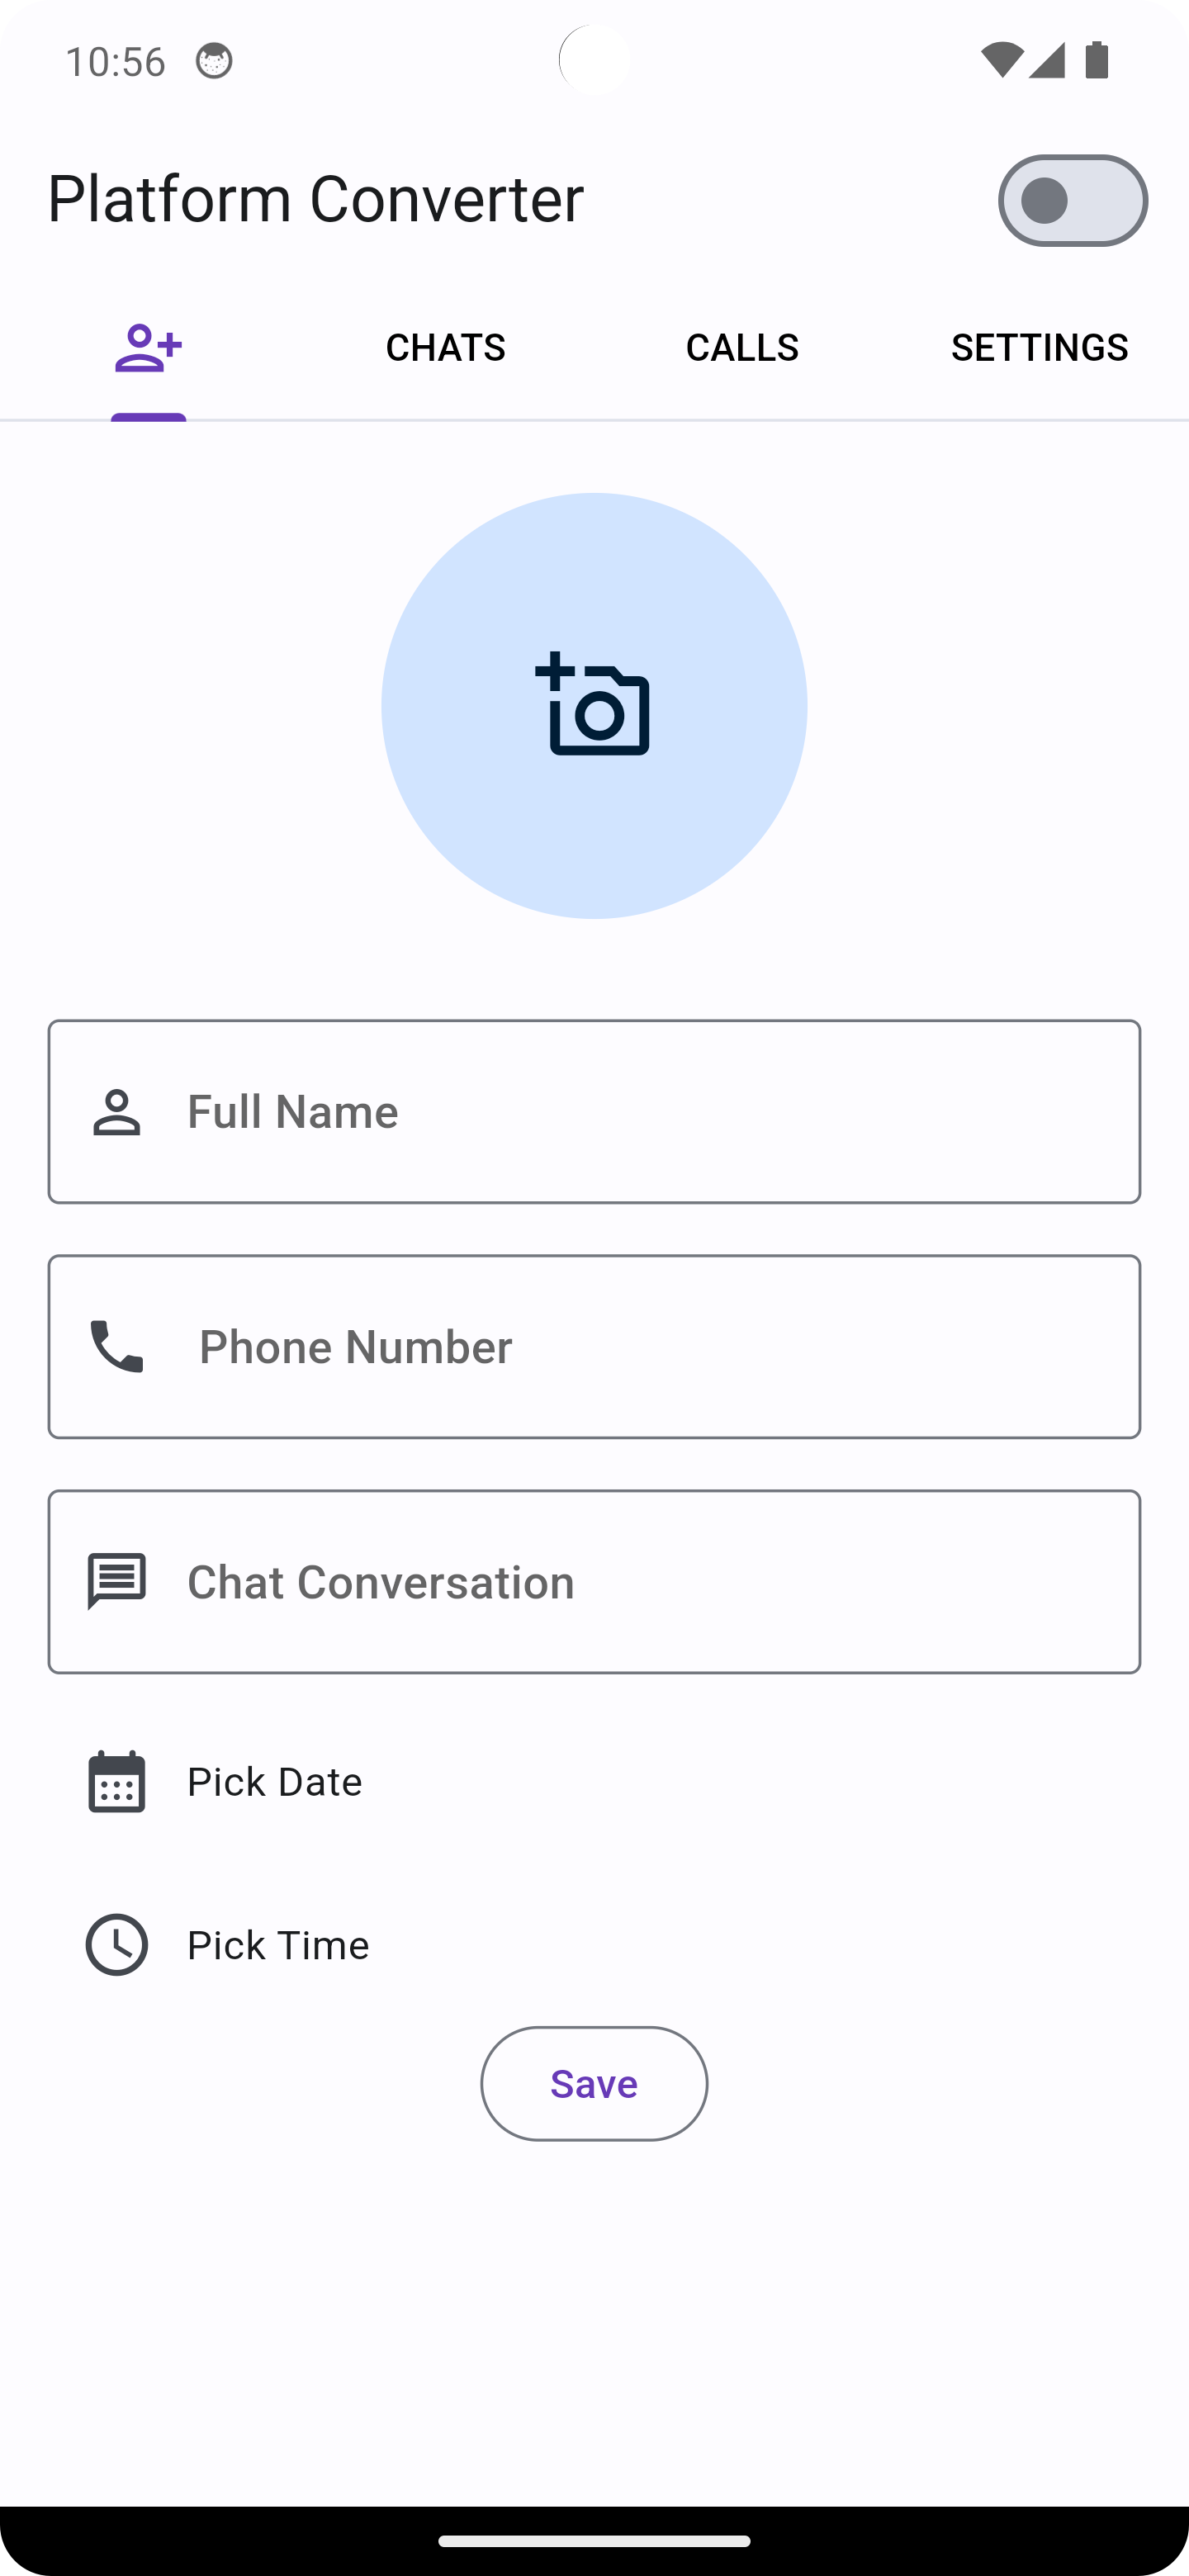 10:56
Platform Converter
CHATS CALLS SETTINGS
Full Name
Phone Number
Chat Conversation
Pick Date
Pick Time
Save